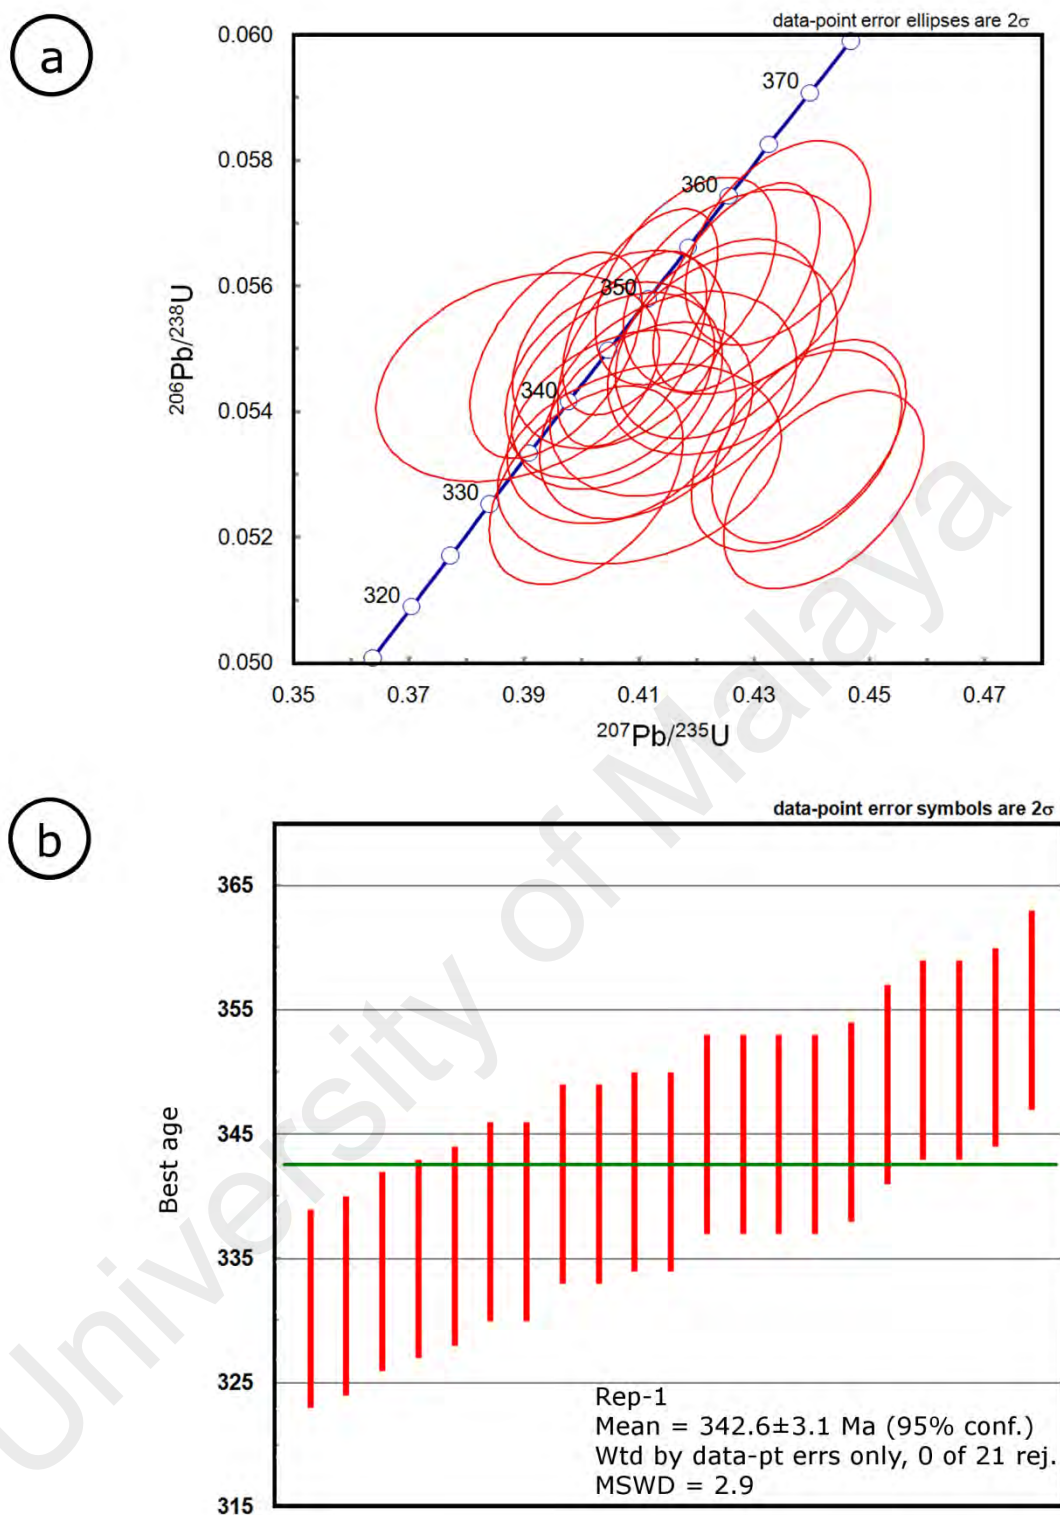 a
data-point error ellipses are 2σ
0.060
0.058
0.056
0.054
0.052
0.050
206Pb/238U
370
360
350
340
330
320
0.35 0.37 0.39 0.41 0.43 0.45 0.47
207Pb/235U
b
data-point error symbols are 2σ
365
355
345
335
325
315
Best age
Rep-1
Mean = 342.6±3.1 Ma (95% conf.)
Wtd by data-pt errs only, 0 of 21 rej.
MSWD = 2.9
University of Malaya